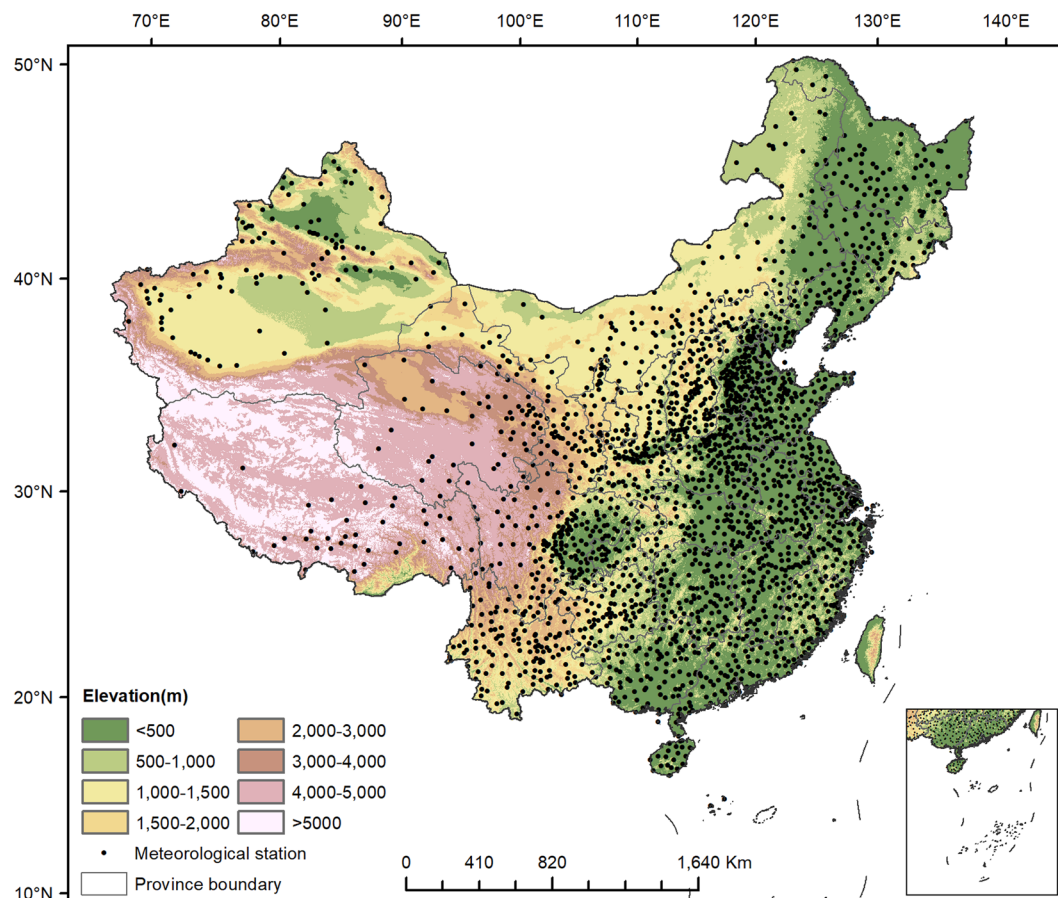 70°E 80°E 90°E 100°E 110°E 120°E 130°E 140°E
50°N
40°N
30°N
20°N
10°N
Elevation(m)
<500 2,000-3,000
500-1,000 3,000-4,000
1,000-1,500 4,000-5,000
1,500-2,000 >5000
Meteorological station
Province boundary
0 410 820 1,640 Km